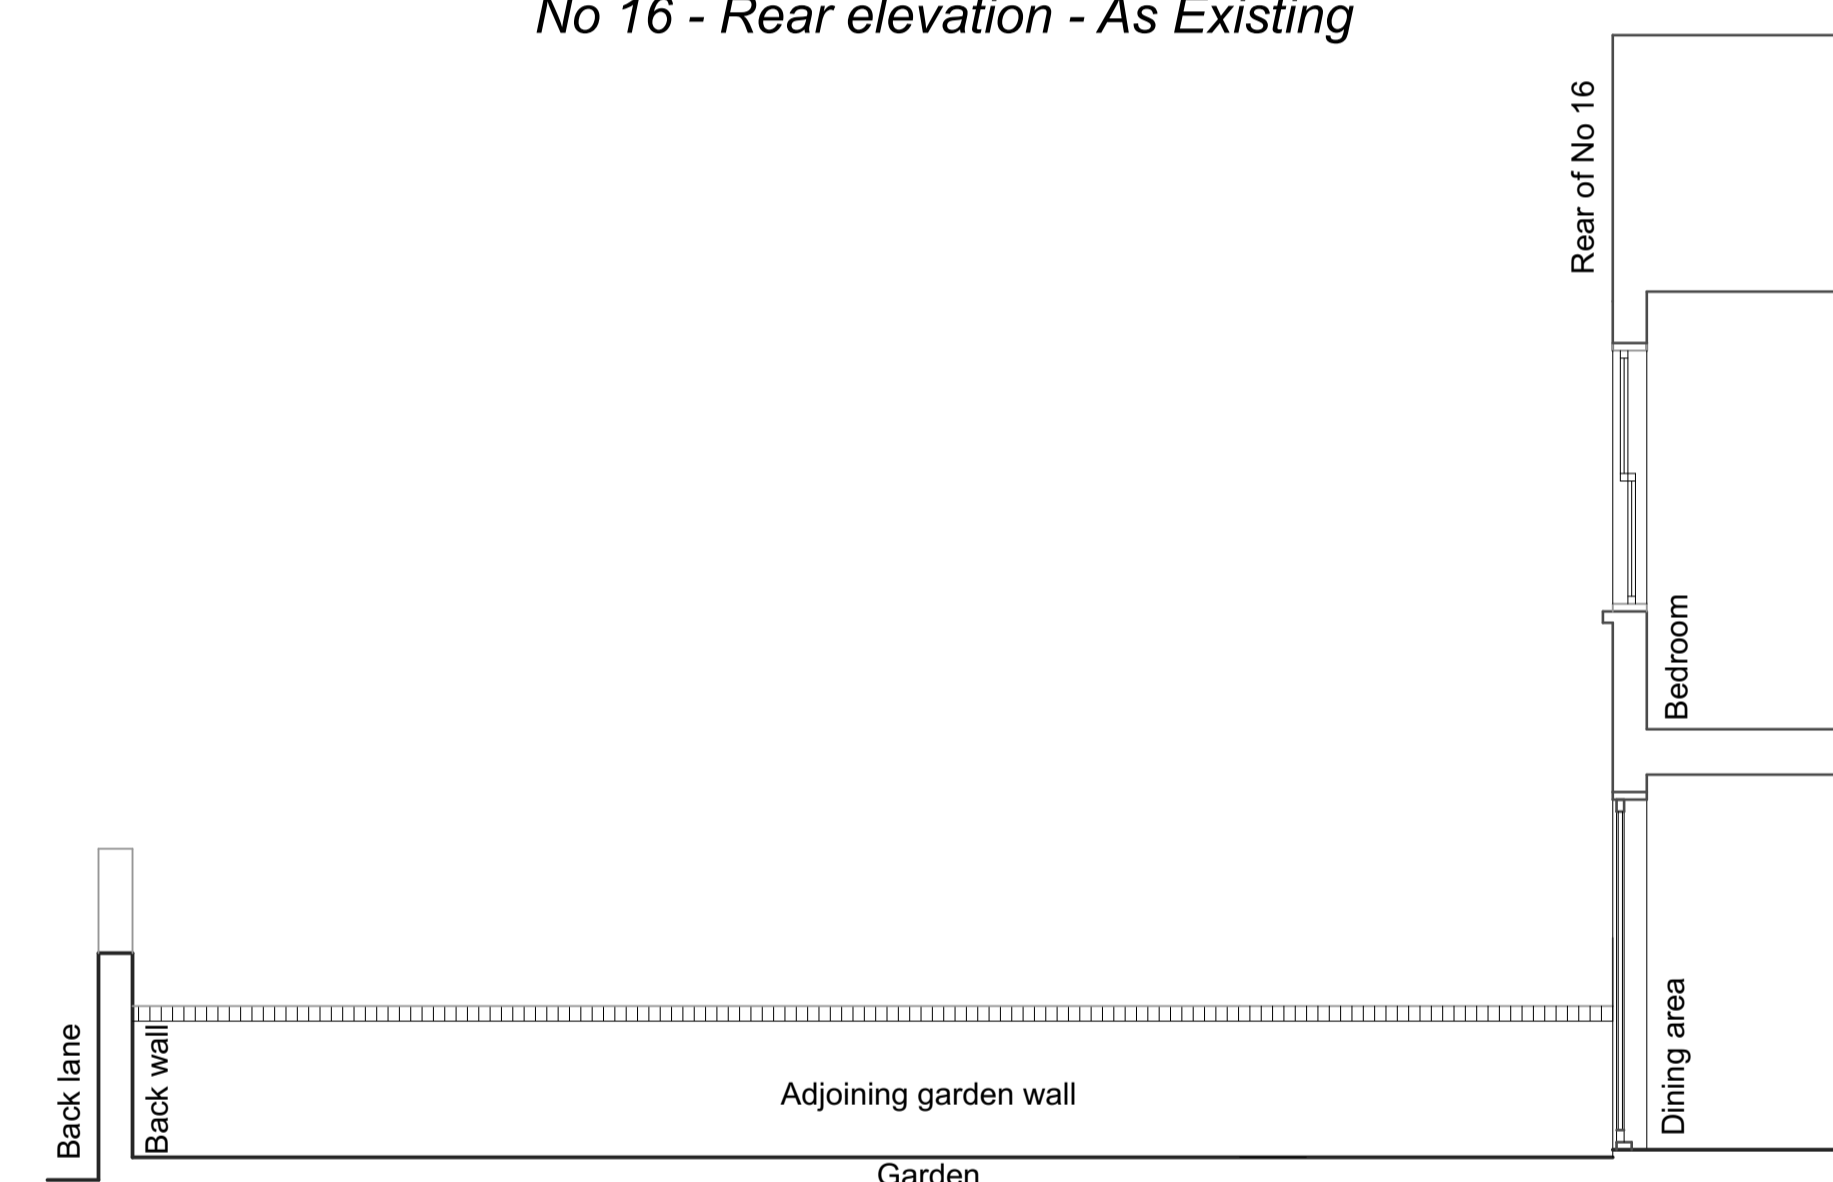 No 16 - Rear elevation - As Existing
Rear of No 16
Bedroom
Dining area
Back lane
Back wall
Adjoining garden wall
Garden